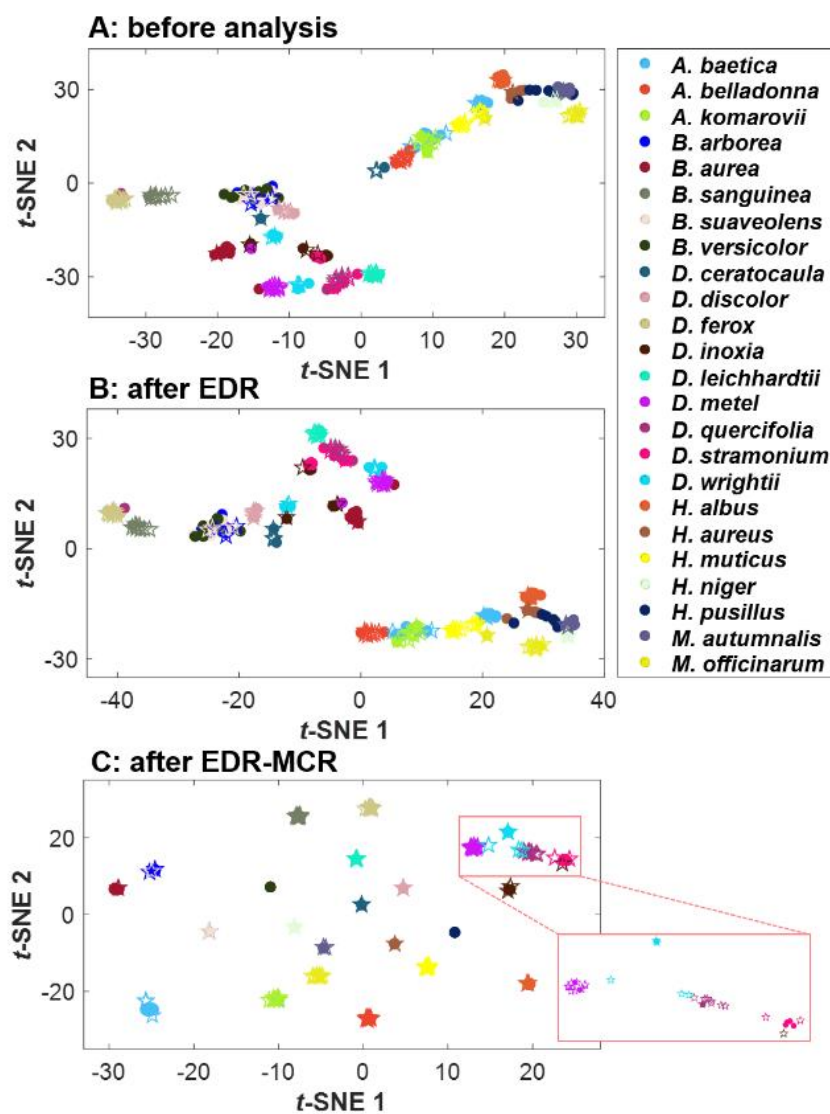 A: before analysis
t-SNE 2
30
0
-30
-30
-20
-10
0
10
20
30
t-SNE 1
B: after EDR
t-SNE 2
30
0
-30
-40
-20
0
20
40
t-SNE 1
C: after EDR-MCR
t-SNE 2
20
0
-20
-30
-20
-10
0
10
20
t-SNE 1
A. baetica
A. belladonna
A. komarovii
B. arborea
B. aurea
B. sanguinea
B. suaveolens
B. versicolor
D. ceratocaula
D. discolor
D. ferox
D. inoxia
D. leichhardtii
D. metel
D. quercifolia
D. stramonium
D. wrightii
H. albus
H. aureus
H. muticus
H. niger
H. pusillus
M. autumnalis
M. officinarum